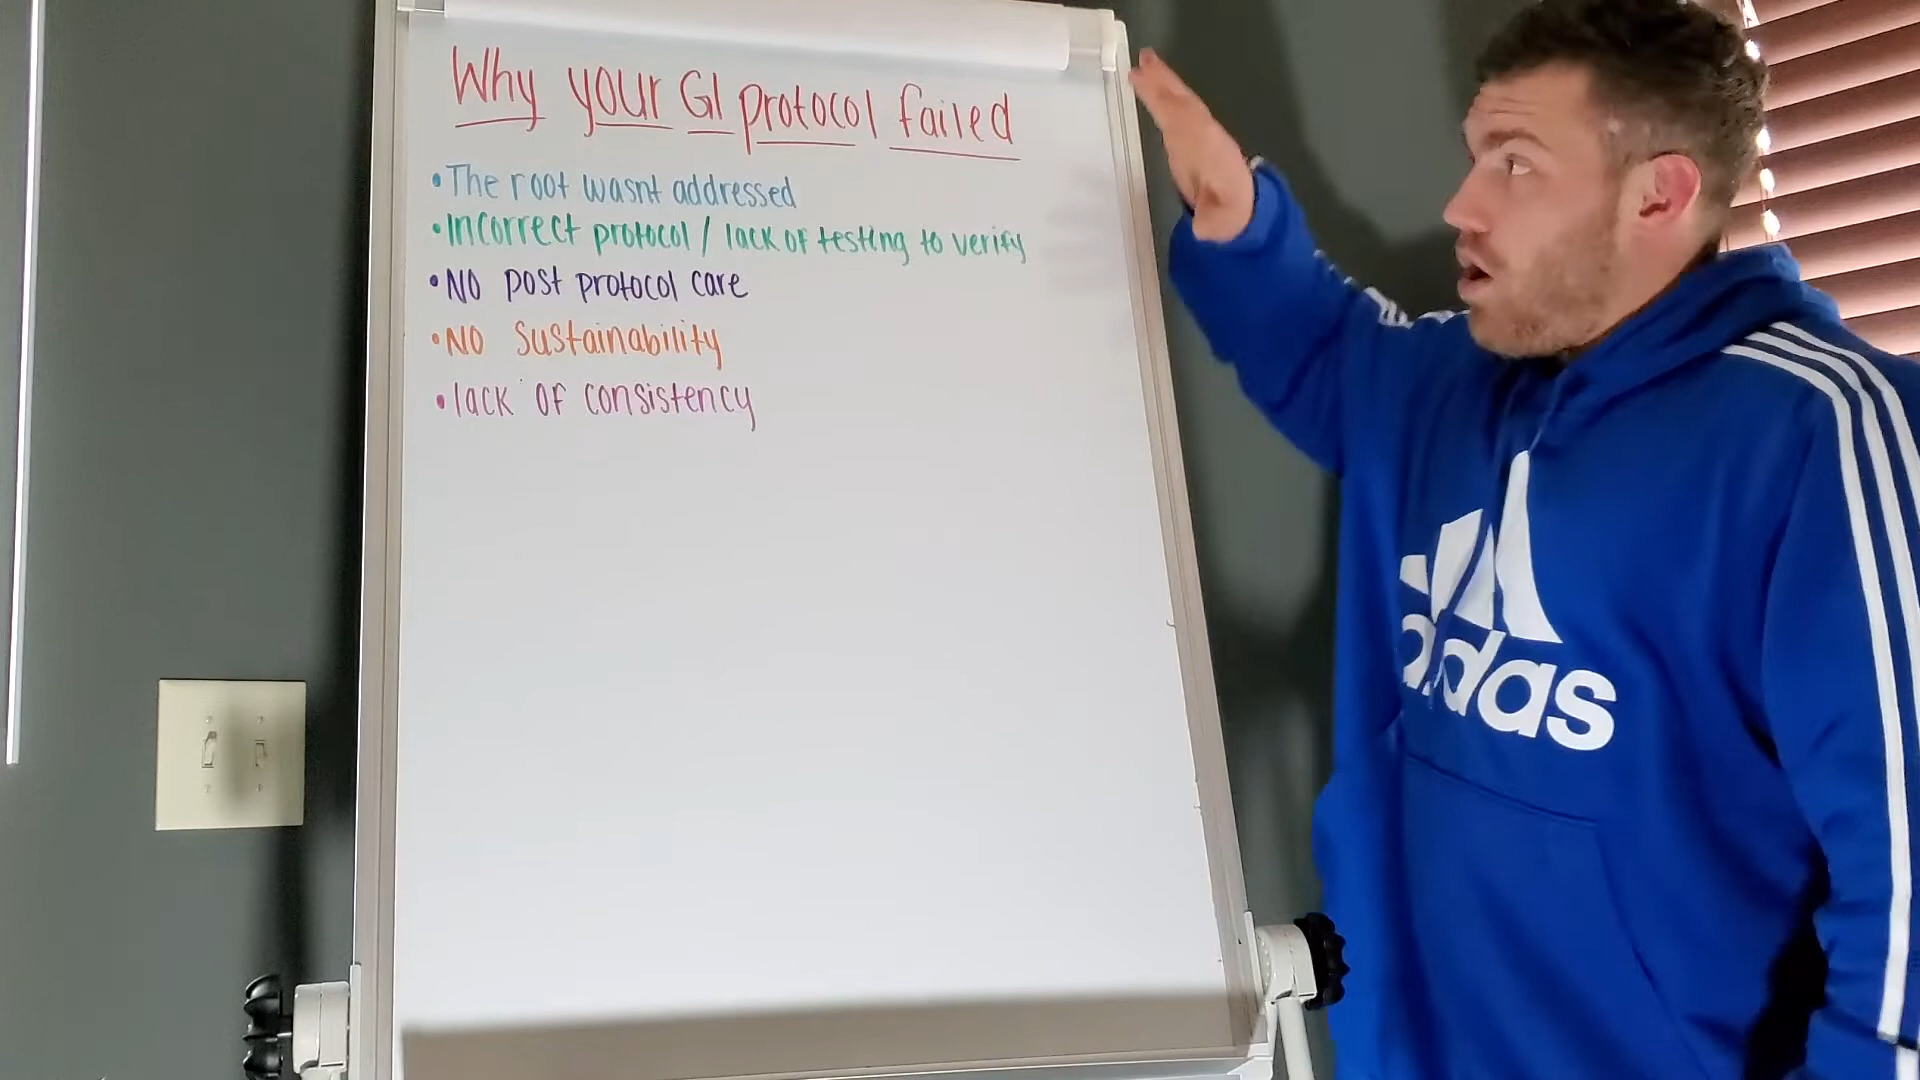 Why your GI protocol failed
• The root wasnt addressed
• Incorrect protocol / lack of testing to verify
• NO post protocol care
• NO sustainability
• lack of consistency
adidas